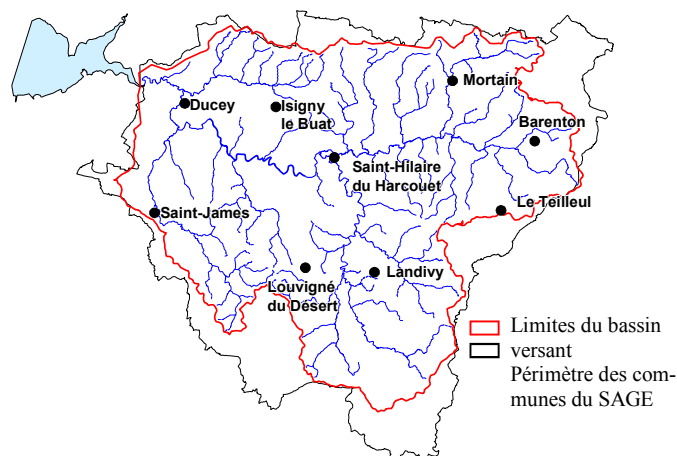 Mortain
Ducey
Isigny
le Buat
Barenton
Saint-Hilaire
du Harcouet
Le Teilleul
Saint-James
Landivy
Louvigné
du Désert
Limites du bassin
versant
Périmètre des com-
munes du SAGE